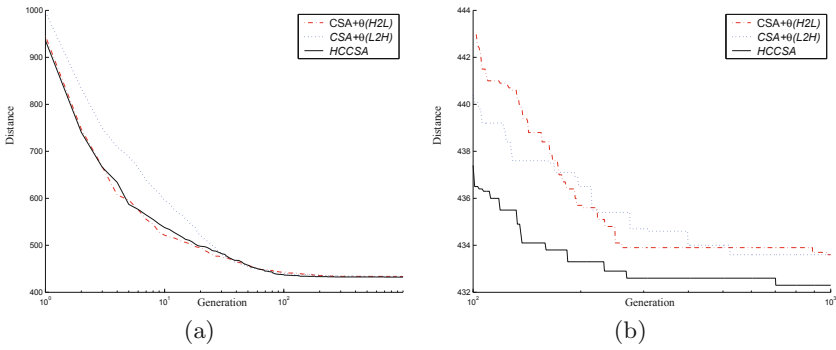 1000
900
800
700
600
500
400
Distance
10^0
10^1
10^2
Generation
CSA+θ(H2L)
CSA+θ(L2H)
HCCSA
(a)
444
442
440
438
436
434
432
Distance
10^2
10^3
Generation
CSA+θ(H2L)
CSA+θ(L2H)
HCCSA
(b)